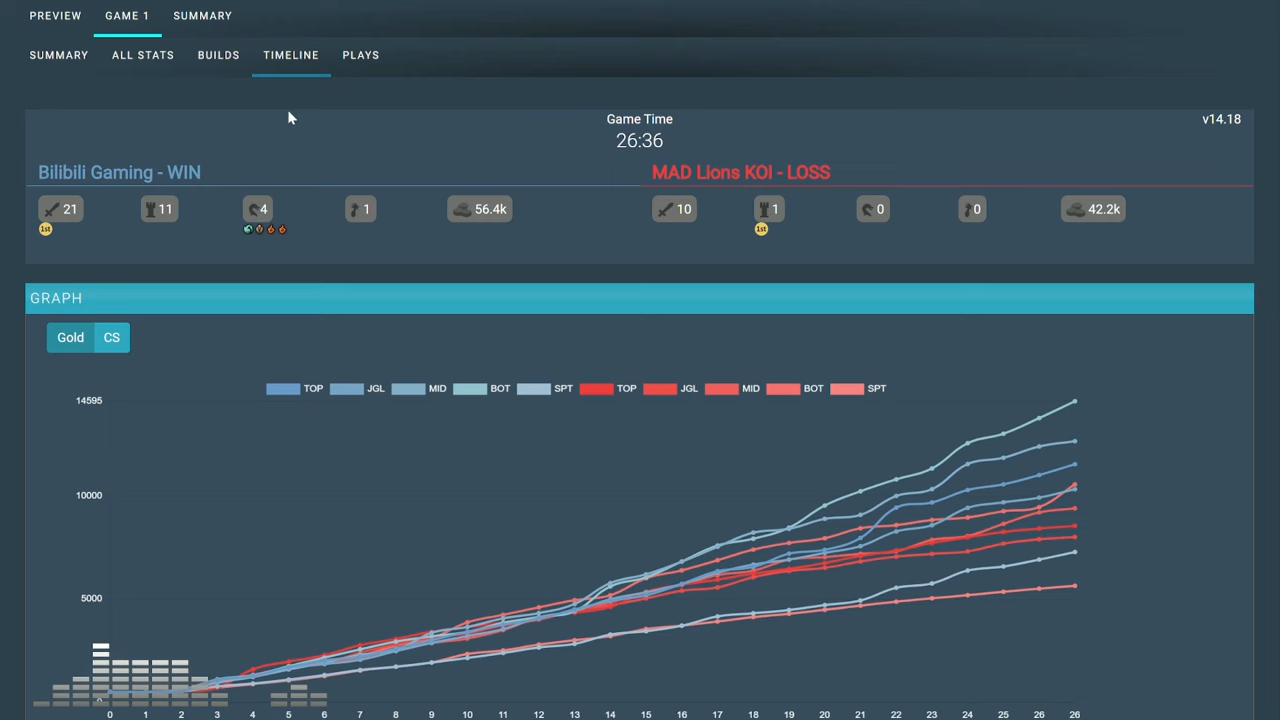 PREVIEW GAME 1 SUMMARY
SUMMARY ALL STATS BUILDS TIMELINE PLAYS
Game Time v14.18
26:36
Bilibili Gaming - WIN MAD Lions KOI - LOSS
21 11 4 1 56.4k 10 1 0 0 42.2k
1st 1st
GRAPH
Gold CS
TOP JGL MID BOT SPT TOP JGL MID BOT SPT
14595
10000
5000
0
0 1 2 3 4 5 6 7 8 9 10 11 12 13 14 15 16 17 18 19 20 21 22 23 24 25 26 26